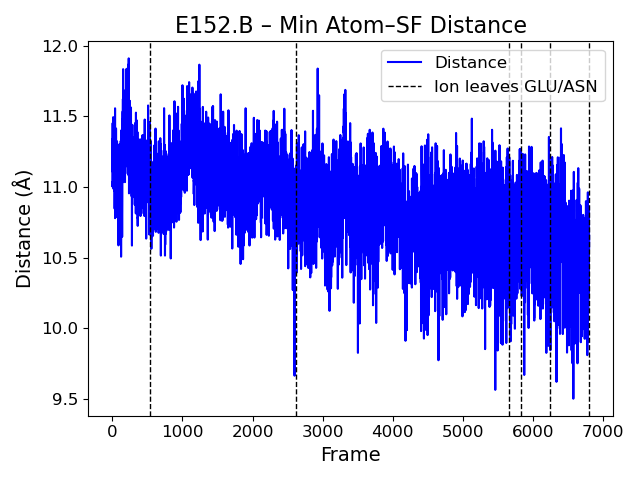 E152.B – Min Atom–SF Distance
Distance (Å)
12.0
11.5
11.0
10.5
10.0
9.5
Distance
Ion leaves GLU/ASN
0 1000 2000 3000 4000 5000 6000 7000
Frame